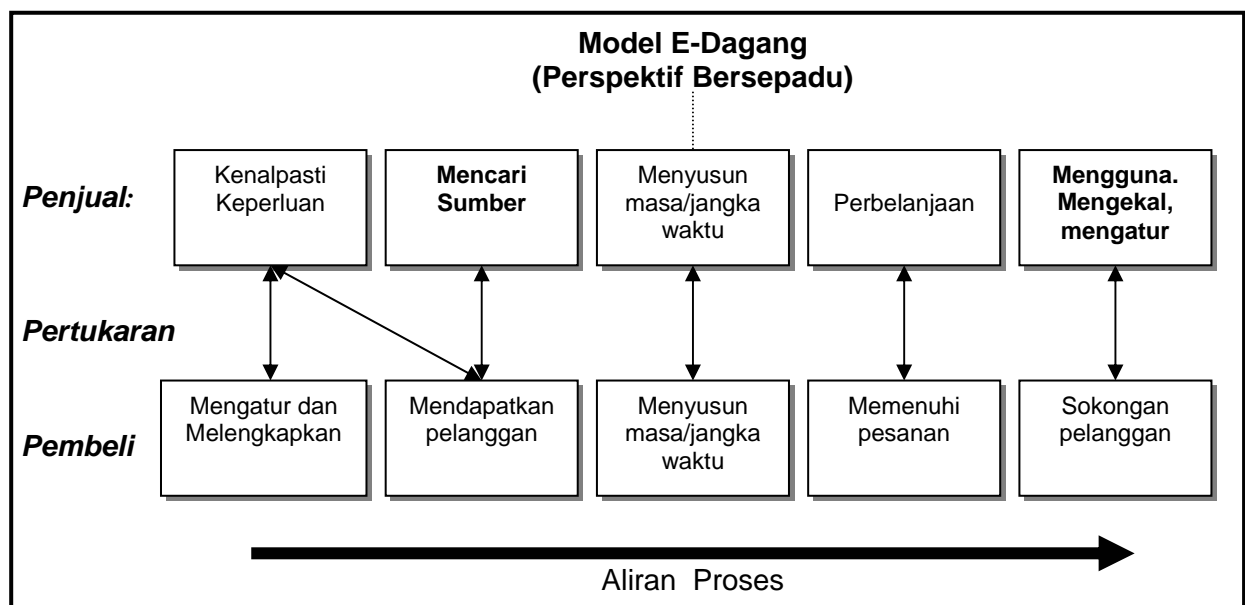 Model E-Dagang
(Perspektif Bersepadu)
Penjual:
Kenalpasti
Keperluan
Mencari
Sumber
Menyusun
masa/jangka
waktu
Perbelanjaan
Mengguna.
Mengekal,
mengatur
Pertukaran
Pembeli
Mengatur dan
Melengkapkan
Mendapatkan
pelanggan
Menyusun
masa/jangka
waktu
Memenuhi
pesanan
Sokongan
pelanggan
Aliran Proses